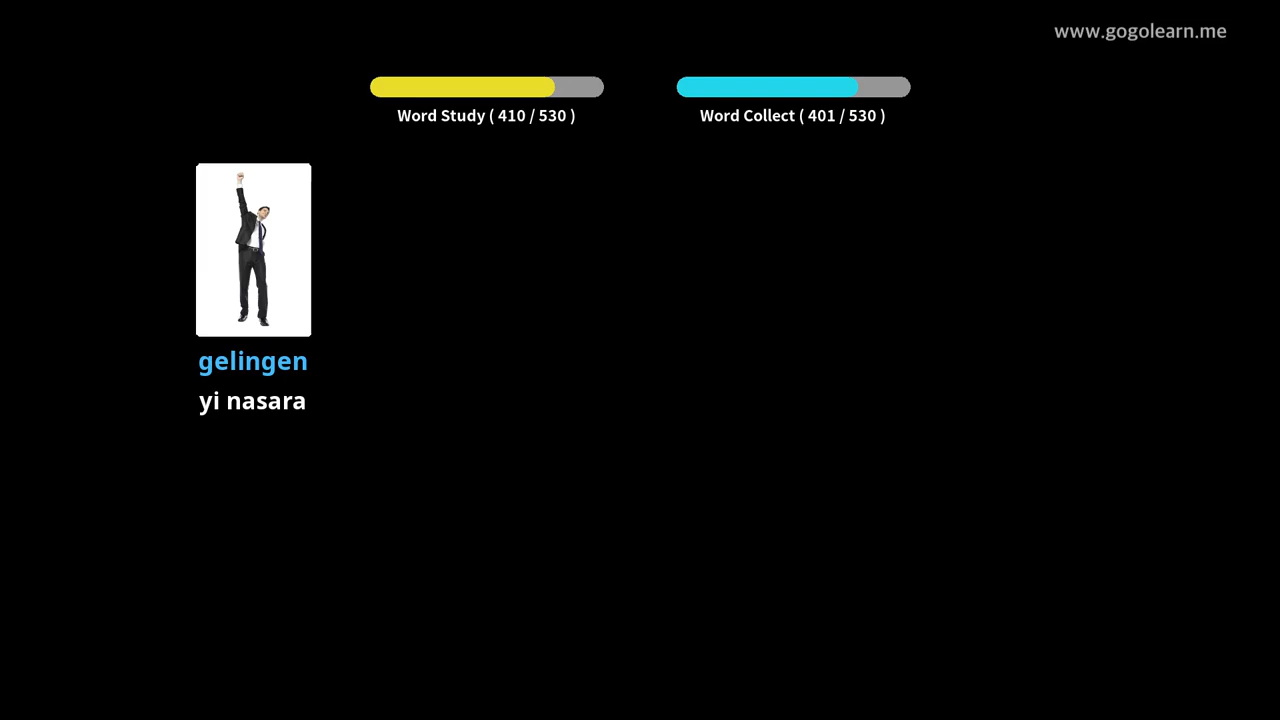 www.gogolearn.me
Word Study ( 410 / 530 )
Word Collect ( 401 / 530 )
gelingen
yi nasara